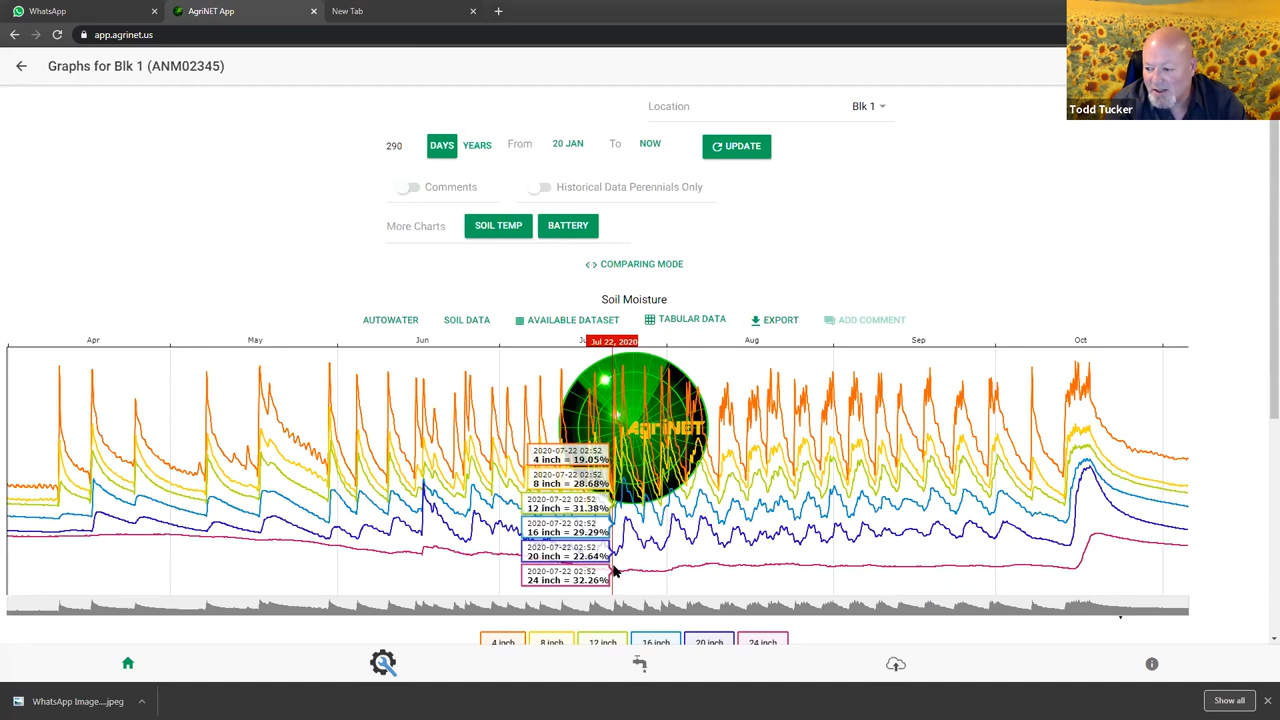 WhatsApp
AgriNET App
New Tab
app.agrinet.us
Graphs for Blk 1 (ANM02345)
Todd Tucker
Location
Blk 1
290
DAYS
YEARS
From
20 JAN
To
NOW
UPDATE
Comments
Historical Data Perennials Only
More Charts
SOIL TEMP
BATTERY
<> COMPARING MODE
Soil Moisture
AUTOWATER
SOIL DATA
AVAILABLE DATASET
TABULAR DATA
EXPORT
ADD COMMENT
Apr
May
Jun
Jul 22, 2020
Aug
Sep
Oct
AgriNET
2020-07-22 02:52
4 inch = 19.05%
2020-07-22 02:52
8 inch = 28.68%
2020-07-22 02:52
12 inch = 31.38%
2020-07-22 02:52
16 inch = 29.29%
2020-07-22 02:52
20 inch = 22.64%
2020-07-22 02:52
24 inch = 32.26%
4 inch
8 inch
12 inch
16 inch
20 inch
24 inch
WhatsApp Image....jpeg
Show all